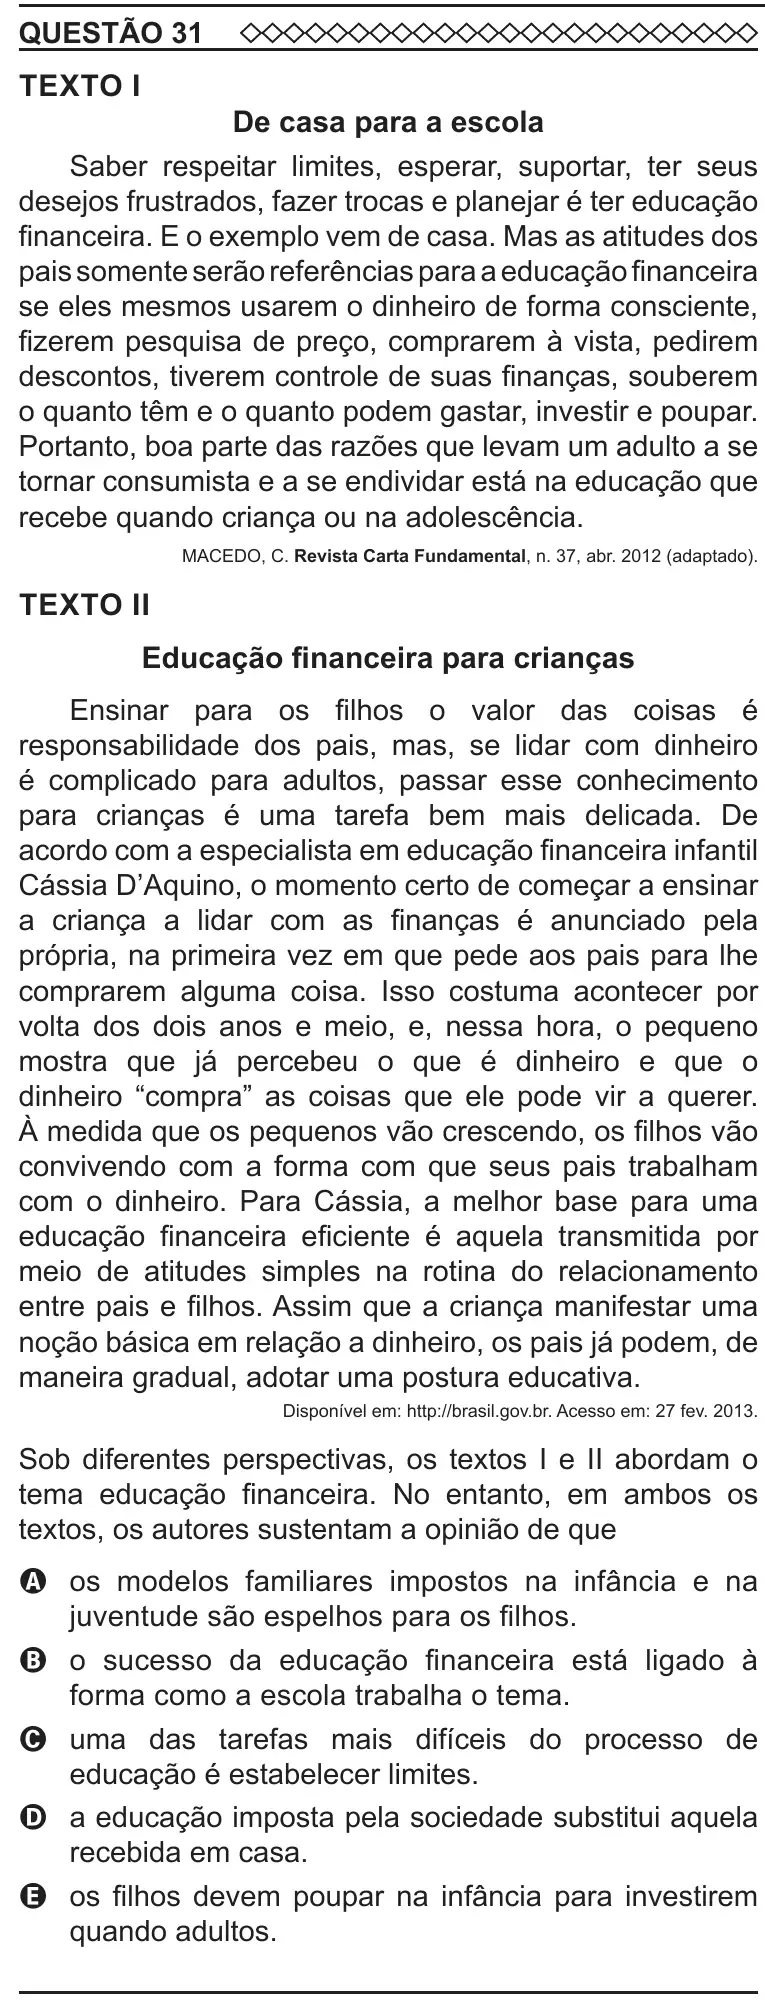 QUESTÃO 31
TEXTO I
De casa para a escola
Saber respeitar limites, esperar, suportar, ter seus
desejos frustrados, fazer trocas e planejar é ter educação
financeira. E o exemplo vem de casa. Mas as atitudes dos
pais somente serão referências para a educação financeira
se eles mesmos usarem o dinheiro de forma consciente,
fizerem pesquisa de preço, comprarem à vista, pedirem
descontos, tiverem controle de suas finanças, souberem
o quanto têm e o quanto podem gastar, investir e poupar.
Portanto, boa parte das razões que levam um adulto a se
tornar consumista e a se endividar está na educação que
recebe quando criança ou na adolescência.
MACEDO, C. Revista Carta Fundamental, n. 37, abr. 2012 (adaptado).
TEXTO II
Educação financeira para crianças
Ensinar para os filhos o valor das coisas é
responsabilidade dos pais, mas, se lidar com dinheiro
é complicado para adultos, passar esse conhecimento
para crianças é uma tarefa bem mais delicada. De
acordo com a especialista em educação financeira infantil
Cássia D’Aquino, o momento certo de começar a ensinar
a criança a lidar com as finanças é anunciado pela
própria, na primeira vez em que pede aos pais para lhe
comprarem alguma coisa. Isso costuma acontecer por
volta dos dois anos e meio, e, nessa hora, o pequeno
mostra que já percebeu o que é dinheiro e que o
dinheiro “compra” as coisas que ele pode vir a querer.
À medida que os pequenos vão crescendo, os filhos vão
convivendo com a forma com que seus pais trabalham
com o dinheiro. Para Cássia, a melhor base para uma
educação financeira eficiente é aquela transmitida por
meio de atitudes simples na rotina do relacionamento
entre pais e filhos. Assim que a criança manifestar uma
noção básica em relação a dinheiro, os pais já podem, de
maneira gradual, adotar uma postura educativa.
Disponível em: http://brasil.gov.br. Acesso em: 27 fev. 2013.
Sob diferentes perspectivas, os textos I e II abordam o
tema educação financeira. No entanto, em ambos os
textos, os autores sustentam a opinião de que
A os modelos familiares impostos na infância e na
juventude são espelhos para os filhos.
B o sucesso da educação financeira está ligado à
forma como a escola trabalha o tema.
C uma das tarefas mais difíceis do processo de
educação é estabelecer limites.
D a educação imposta pela sociedade substitui aquela
recebida em casa.
E os filhos devem poupar na infância para investirem
quando adultos.